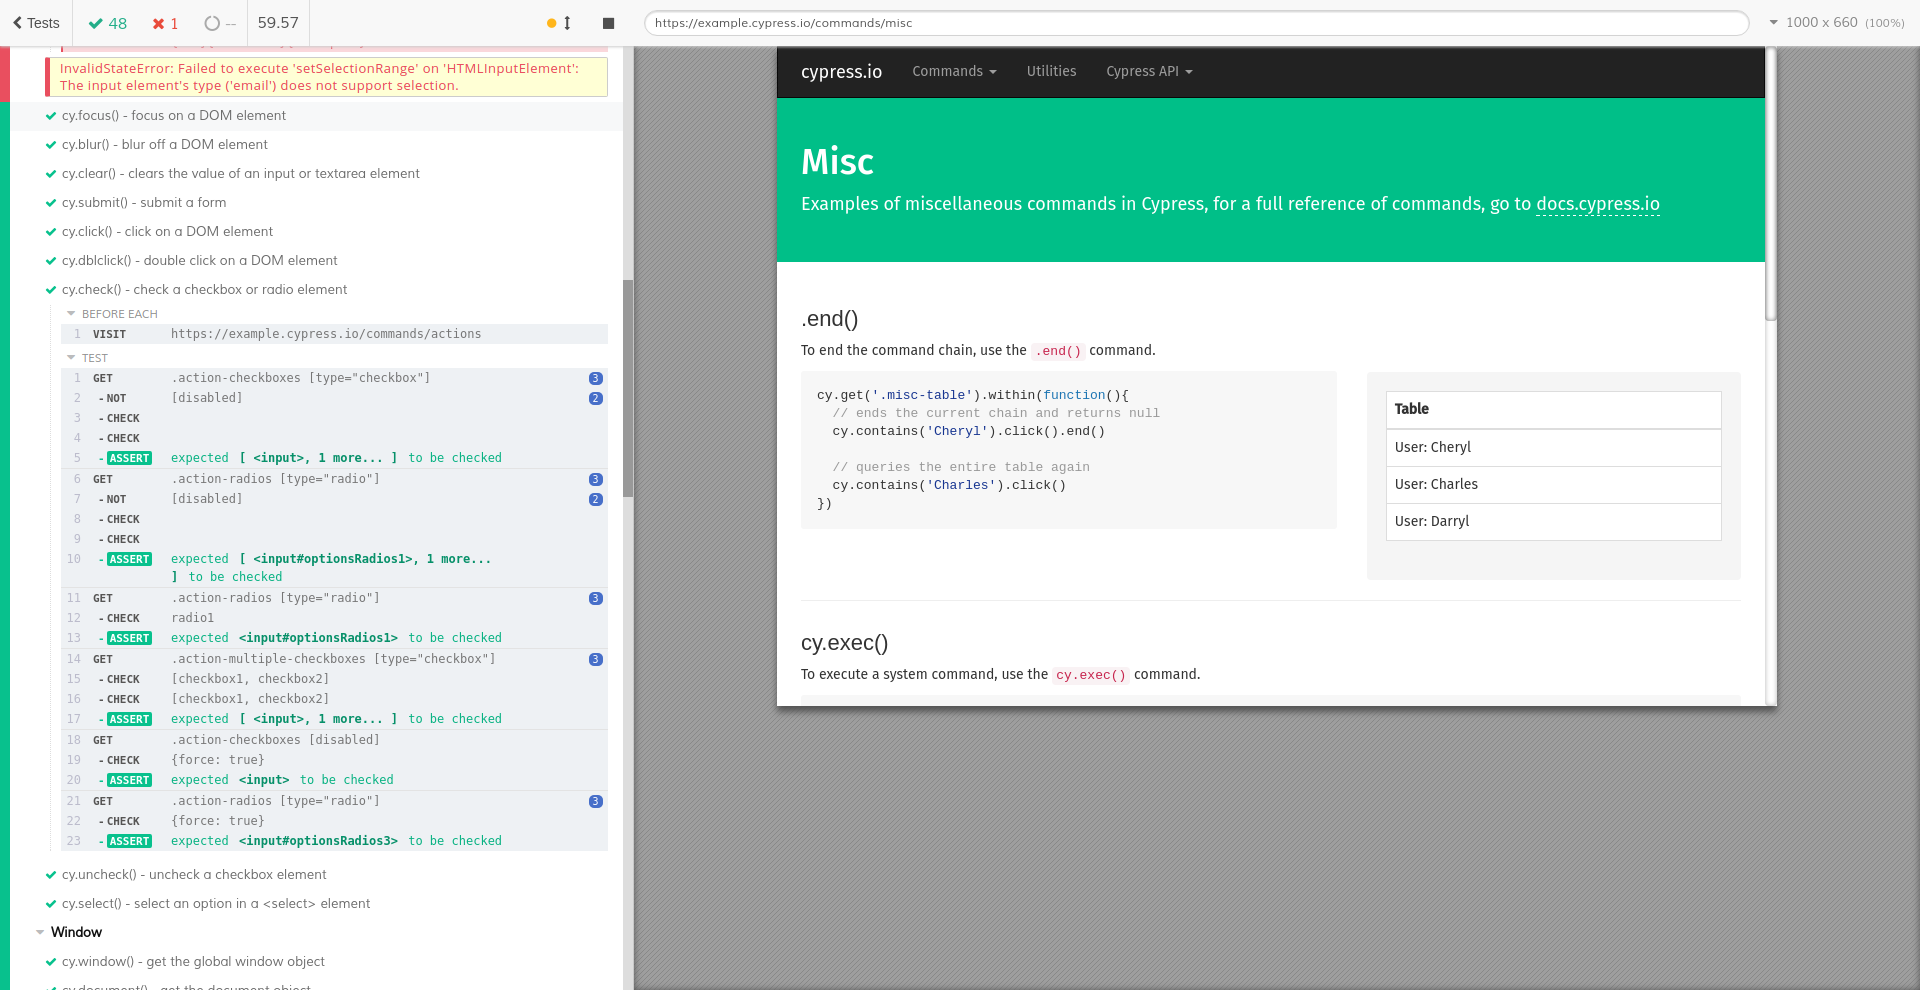 Tests
48
1
--
59.57
https://example.cypress.io/commands/misc
1000 x 660 (100%)
InvalidStateError: Failed to execute 'setSelectionRange' on 'HTMLInputElement':
The input element's type ('email') does not support selection.
cy.focus() - focus on a DOM element
cy.blur() - blur off a DOM element
cy.clear() - clears the value of an input or textarea element
cy.submit() - submit a form
cy.click() - click on a DOM element
cy.dblclick() - double click on a DOM element
cy.check() - check a checkbox or radio element
BEFORE EACH
1 VISIT https://example.cypress.io/commands/actions
TEST
1 GET .action-checkboxes [type="checkbox"] 3
2 - NOT [disabled] 2
3 - CHECK
4 - CHECK
5 - ASSERT expected [ <input>, 1 more... ] to be checked
6 GET .action-radios [type="radio"] 3
7 - NOT [disabled] 2
8 - CHECK
9 - CHECK
10 - ASSERT expected [ <input#optionsRadios1>, 1 more...
] to be checked
11 GET .action-radios [type="radio"] 3
12 - CHECK radio1
13 - ASSERT expected <input#optionsRadios1> to be checked
14 GET .action-multiple-checkboxes [type="checkbox"] 3
15 - CHECK [checkbox1, checkbox2]
16 - CHECK [checkbox1, checkbox2]
17 - ASSERT expected [ <input>, 1 more... ] to be checked
18 GET .action-checkboxes [disabled]
19 - CHECK {force: true}
20 - ASSERT expected <input> to be checked
21 GET .action-radios [type="radio"] 3
22 - CHECK {force: true}
23 - ASSERT expected <input#optionsRadios3> to be checked
cy.uncheck() - uncheck a checkbox element
cy.select() - select an option in a <select> element
Window
cy.window() - get the global window object
cy.document() - get the document object
cypress.io Commands Utilities Cypress API
Misc
Examples of miscellaneous commands in Cypress, for a full reference of commands, go to docs.cypress.io
.end()
To end the command chain, use the .end() command.
cy.get('.misc-table').within(function(){
// ends the current chain and returns null
cy.contains('Cheryl').click().end()
// queries the entire table again
cy.contains('Charles').click()
})
Table
User: Cheryl
User: Charles
User: Darryl
cy.exec()
To execute a system command, use the cy.exec() command.